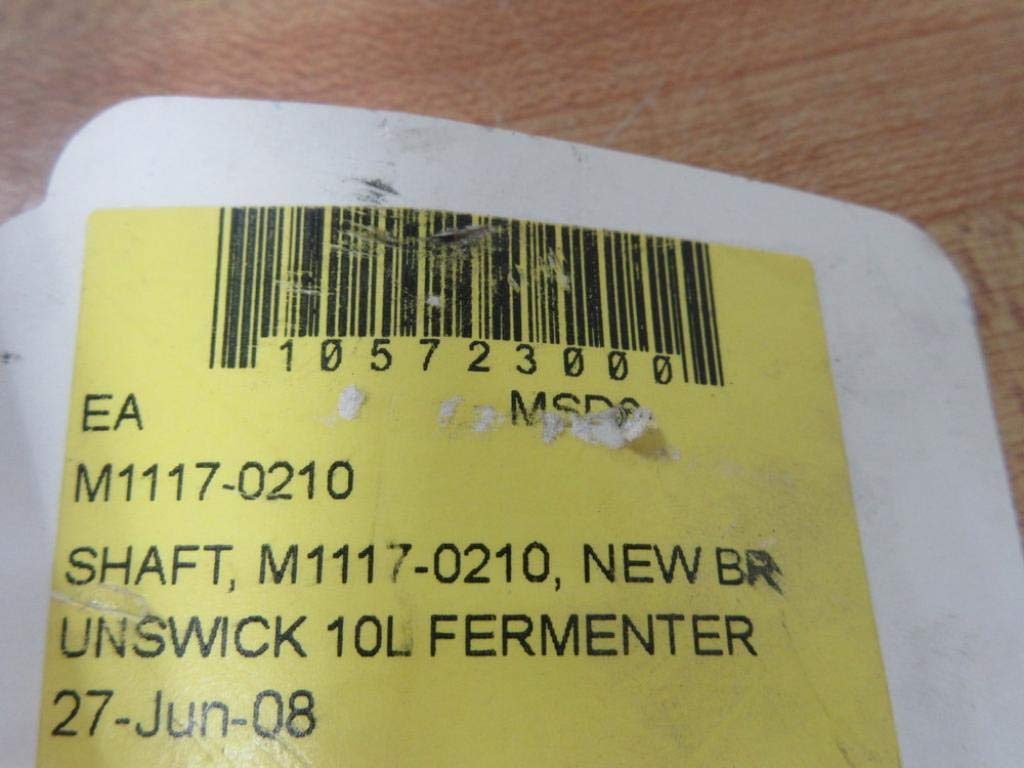 105723000
EA
M1117-0210
SHAFT, M1117-0210, NEW BR
UNSWICK 10L FERMENTER
27-Jun-08